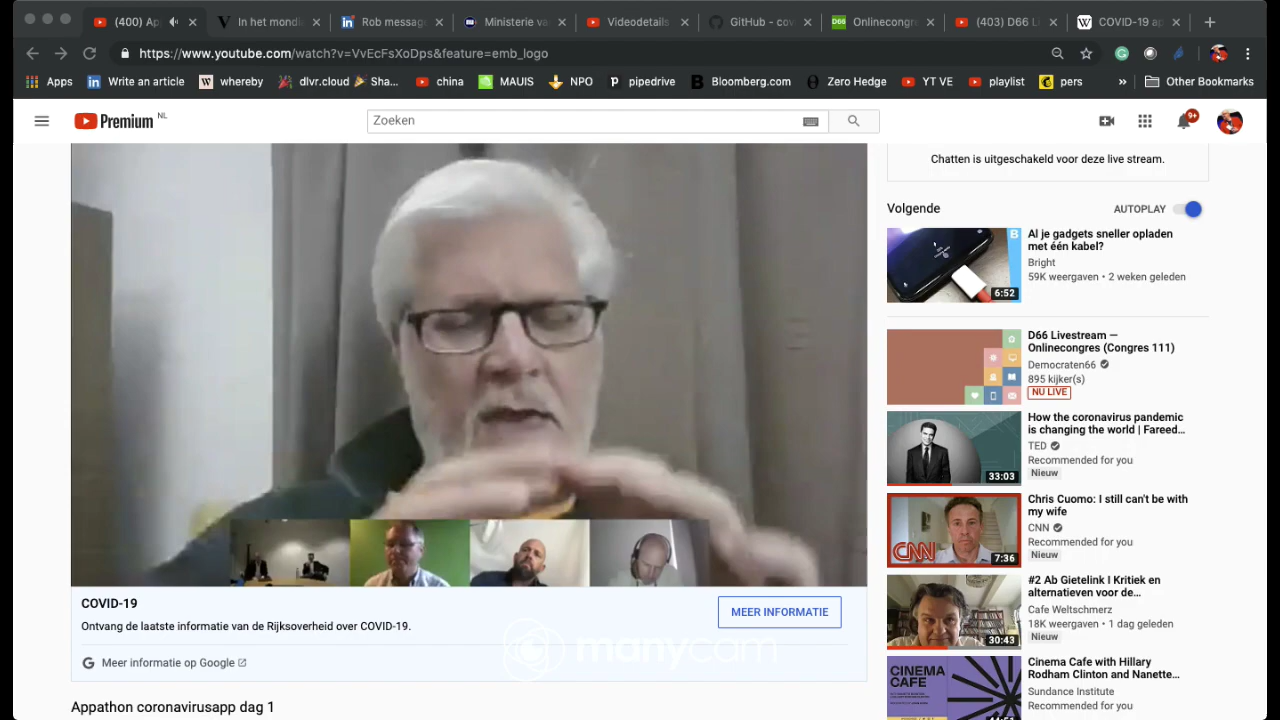 (400) Ap
In het mondi
Rob messag
Ministerie va
Videodetails
GitHub - cov
Onlinecongre
(403) D66 Li
COVID-19 ap
https://www.youtube.com/watch?v=VvEcFsXoDps&feature=emb_logo
Apps
Write an article
whereby
dlvr.cloud 🎉 Sha...
china
MAUIS
NPO
pipedrive
Bloomberg.com
Zero Hedge
YT VE
playlist
pers
»
Other Bookmarks
Premium NL
Zoeken
9+
Chatten is uitgeschakeld voor deze live stream.
Volgende
AUTOPLAY
Al je gadgets sneller opladen
met één kabel?
Bright
59K weergaven • 2 weken geleden
6:52
D66 Livestream —
Onlinecongres (Congres 111)
Democraten66
895 kijker(s)
NU LIVE
How the coronavirus pandemic
is changing the world | Fareed...
TED
Recommended for you
Nieuw
33:03
Chris Cuomo: I still can't be with
my wife
CNN
Recommended for you
Nieuw
CNN
7:36
#2 Ab Gietelink I Kritiek en
alternatieven voor de...
Cafe Weltschmerz
18K weergaven • 1 dag geleden
Nieuw
30:43
Cinema Cafe with Hillary
Rodham Clinton and Nanette...
Sundance Institute
Recommended for you
CINEMA
CAFE
COVID-19
Ontvang de laatste informatie van de Rijksoverheid over COVID-19.
MEER INFORMATIE
Meer informatie op Google
manycam
Appathon coronavirusapp dag 1